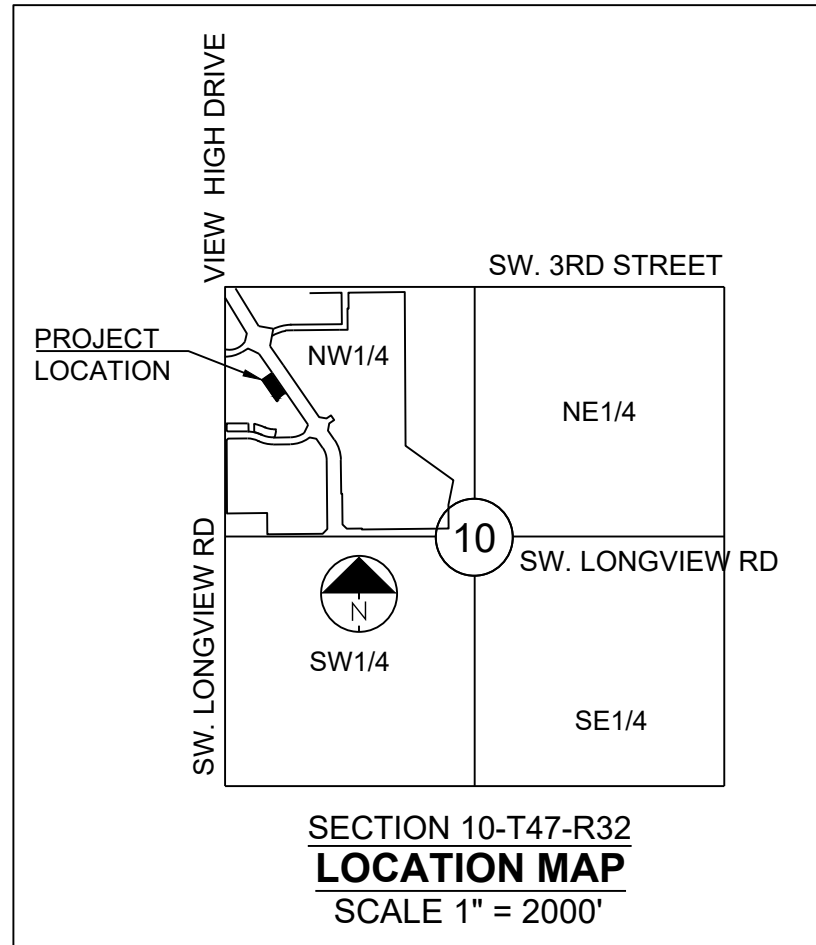 VIEW HIGH DRIVE
SW. 3RD STREET
PROJECT
LOCATION
NW1/4
NE1/4
10
SW. LONGVIEW RD
SW. LONGVIEW RD
N
SW1/4
SE1/4
SECTION 10-T47-R32
LOCATION MAP
SCALE 1" = 2000'